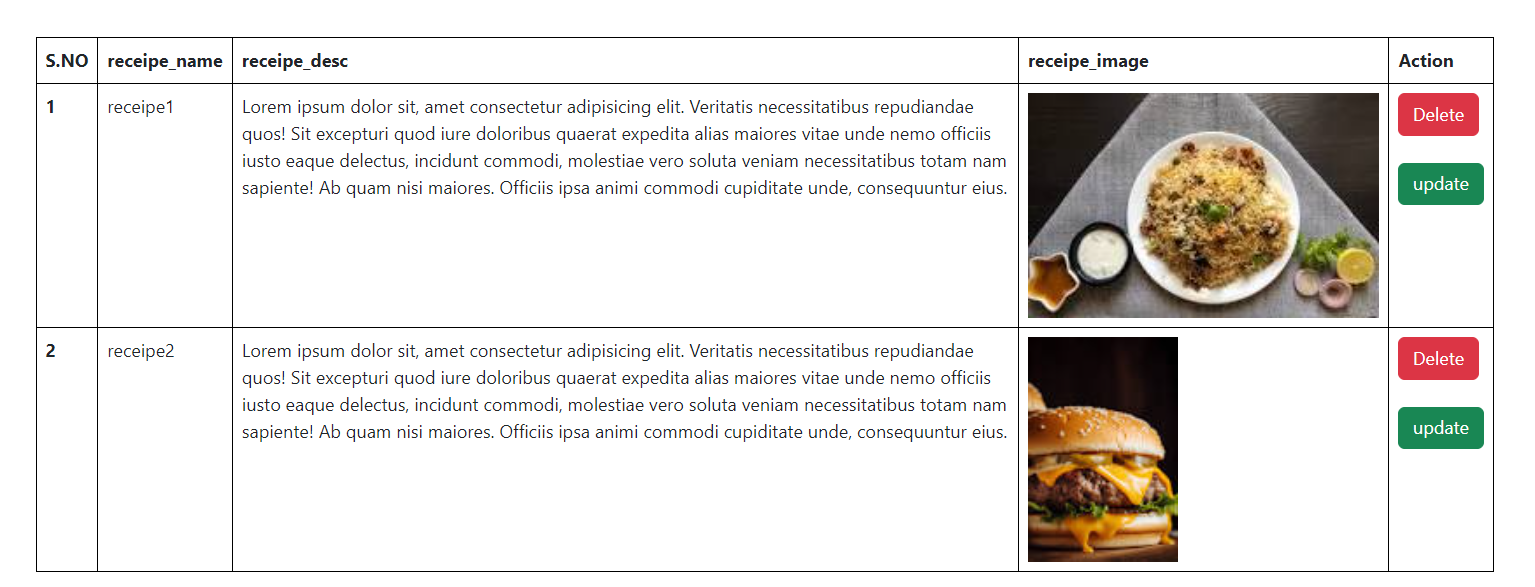 S.NO receipe_name receipe_desc receipe_image Action
1 receipe1 Lorem ipsum dolor sit, amet consectetur adipisicing elit. Veritatis necessitatibus repudiandae Delete
quos! Sit excepturi quod iure doloribus quaerat expedita alias maiores vitae unde nemo officiis
iusto eaque delectus, incidunt commodi, molestiae vero soluta veniam necessitatibus totam nam
sapiente! Ab quam nisi maiores. Officiis ipsa animi commodi cupiditate unde, consequuntur eius. update
2 receipe2 Lorem ipsum dolor sit, amet consectetur adipisicing elit. Veritatis necessitatibus repudiandae Delete
quos! Sit excepturi quod iure doloribus quaerat expedita alias maiores vitae unde nemo officiis
iusto eaque delectus, incidunt commodi, molestiae vero soluta veniam necessitatibus totam nam
sapiente! Ab quam nisi maiores. Officiis ipsa animi commodi cupiditate unde, consequuntur eius. update